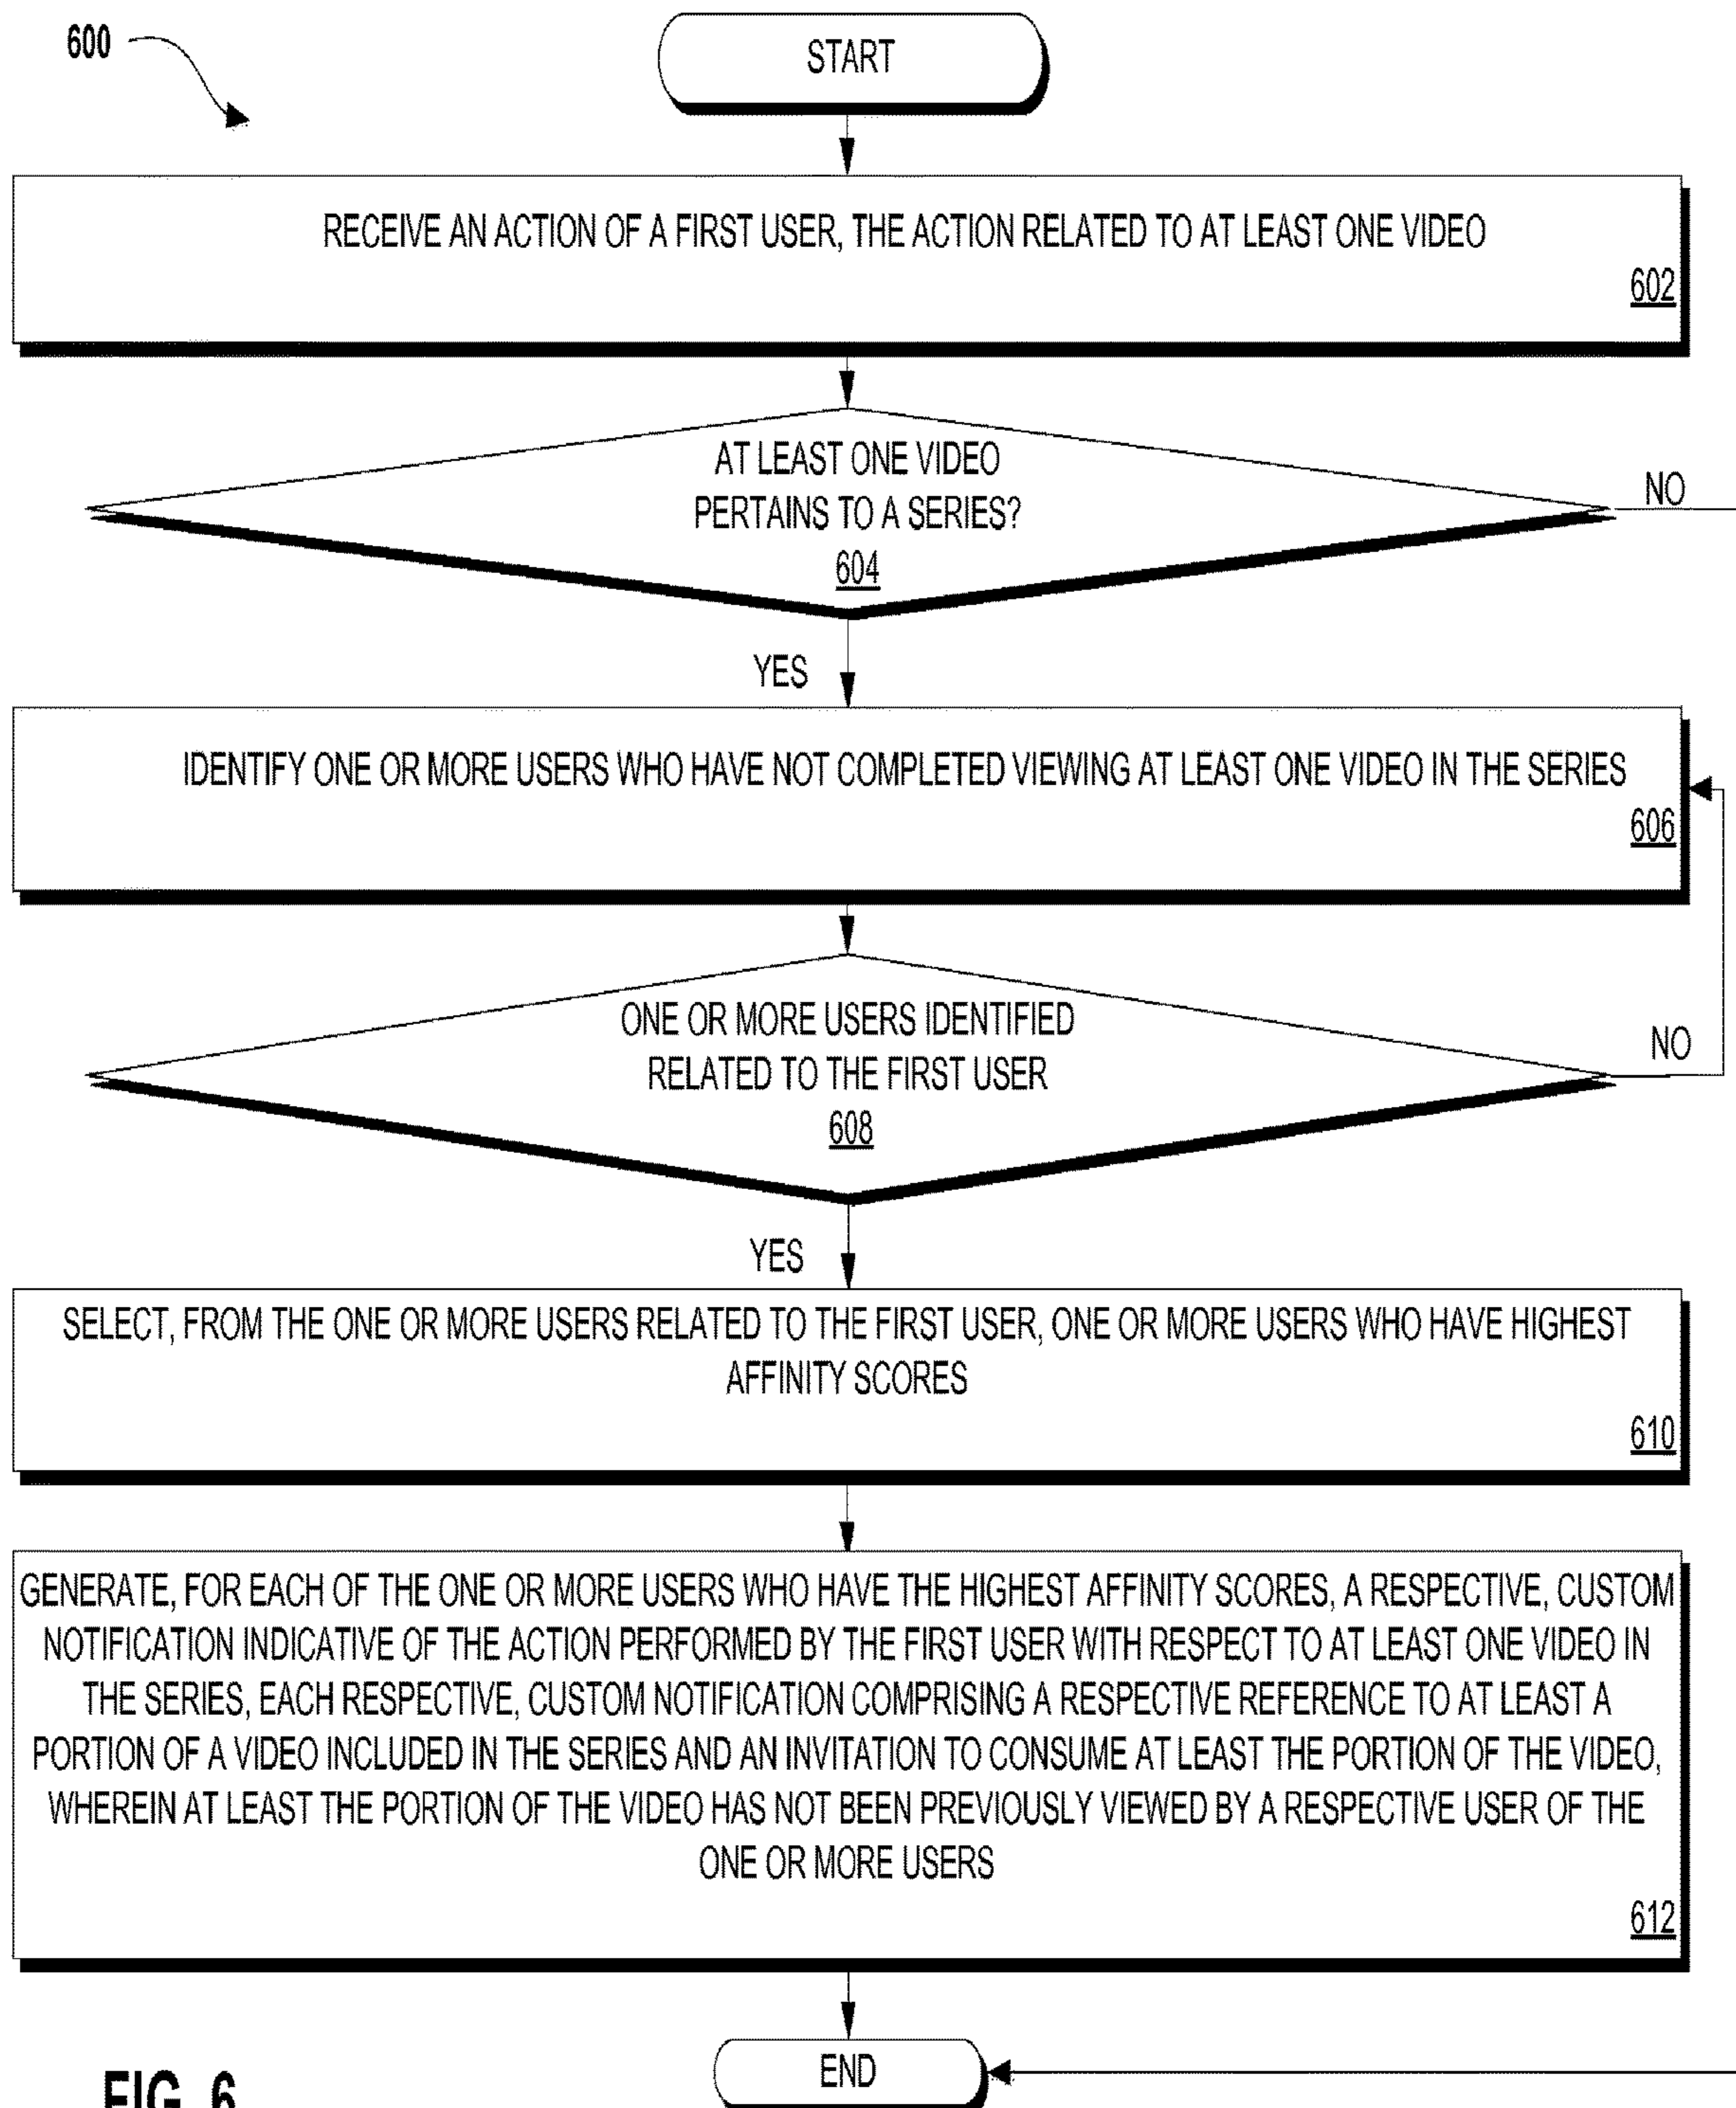 600
START
RECEIVE AN ACTION OF A FIRST USER, THE ACTION RELATED TO AT LEAST ONE VIDEO
602
AT LEAST ONE VIDEO
PERTAINS TO A SERIES?
604
NO
YES
IDENTIFY ONE OR MORE USERS WHO HAVE NOT COMPLETED VIEWING AT LEAST ONE VIDEO IN THE SERIES
606
ONE OR MORE USERS IDENTIFIED
RELATED TO THE FIRST USER
608
NO
YES
SELECT, FROM THE ONE OR MORE USERS RELATED TO THE FIRST USER, ONE OR MORE USERS WHO HAVE HIGHEST
AFFINITY SCORES
610
GENERATE, FOR EACH OF THE ONE OR MORE USERS WHO HAVE THE HIGHEST AFFINITY SCORES, A RESPECTIVE, CUSTOM
NOTIFICATION INDICATIVE OF THE ACTION PERFORMED BY THE FIRST USER WITH RESPECT TO AT LEAST ONE VIDEO IN
THE SERIES, EACH RESPECTIVE, CUSTOM NOTIFICATION COMPRISING A RESPECTIVE REFERENCE TO AT LEAST A
PORTION OF A VIDEO INCLUDED IN THE SERIES AND AN INVITATION TO CONSUME AT LEAST THE PORTION OF THE VIDEO,
WHEREIN AT LEAST THE PORTION OF THE VIDEO HAS NOT BEEN PREVIOUSLY VIEWED BY A RESPECTIVE USER OF THE
ONE OR MORE USERS
612
END
FIG. 6